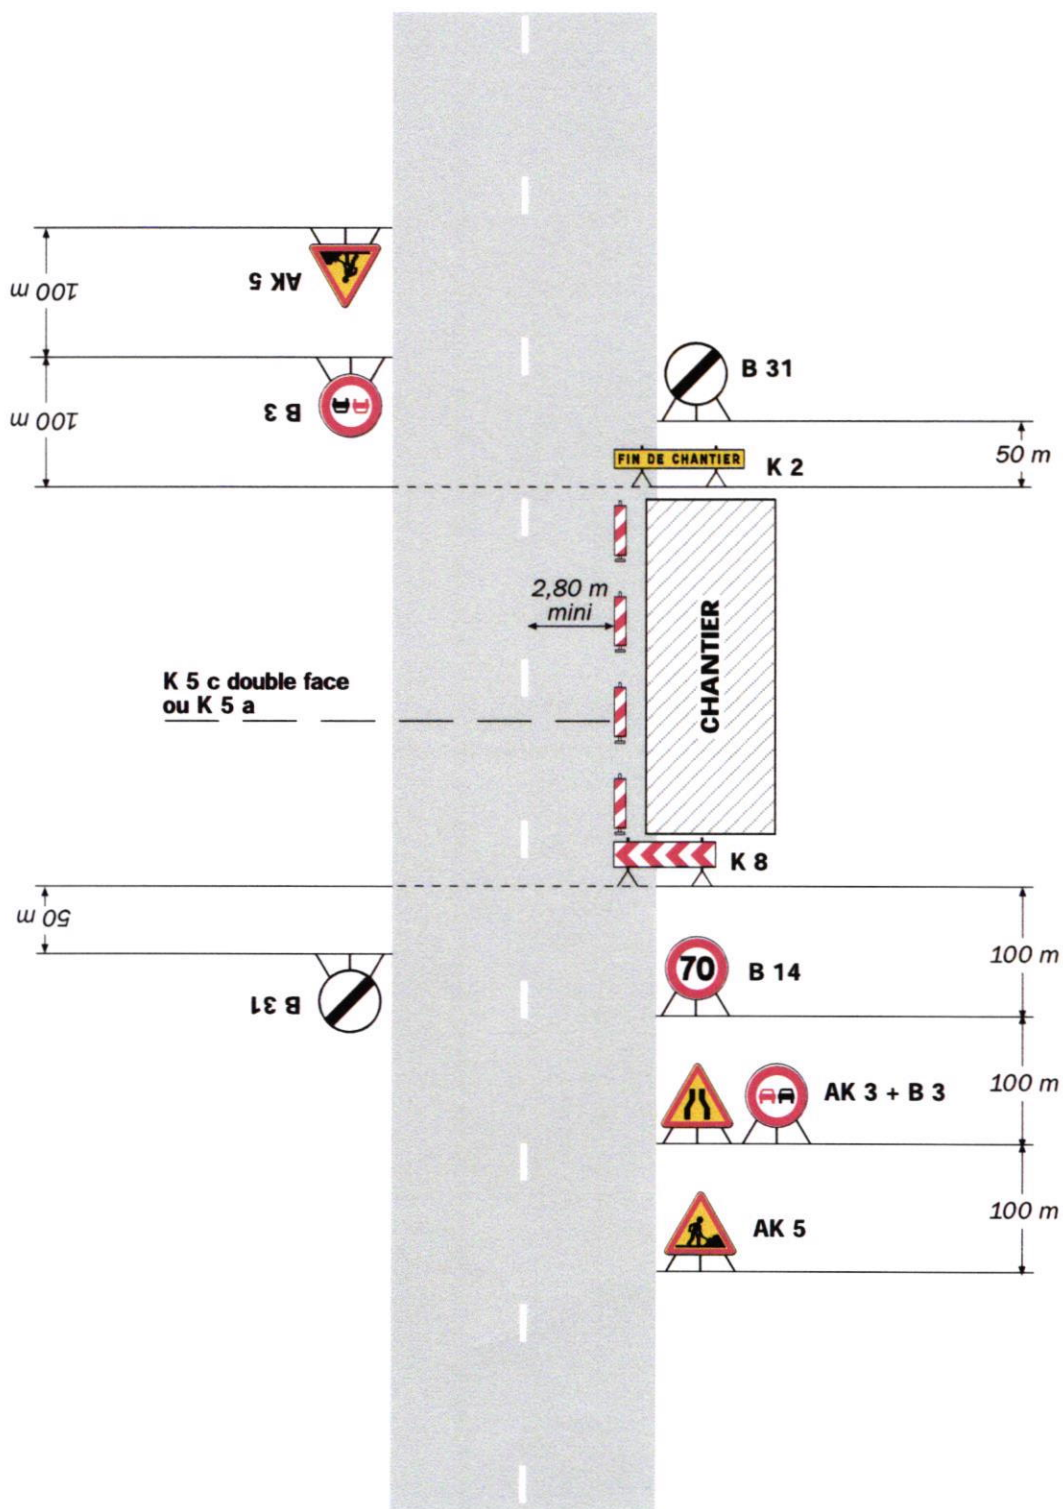 100 m
AK 5
100 m
B 3
B 31
50 m
FIN DE CHANTIER
K 2
2,80 m
mini
CHANTIER
K 5 c double face
ou K 5 a
K 8
50 m
B 31
70
B 14
100 m
AK 3 + B 3
100 m
AK 5
100 m